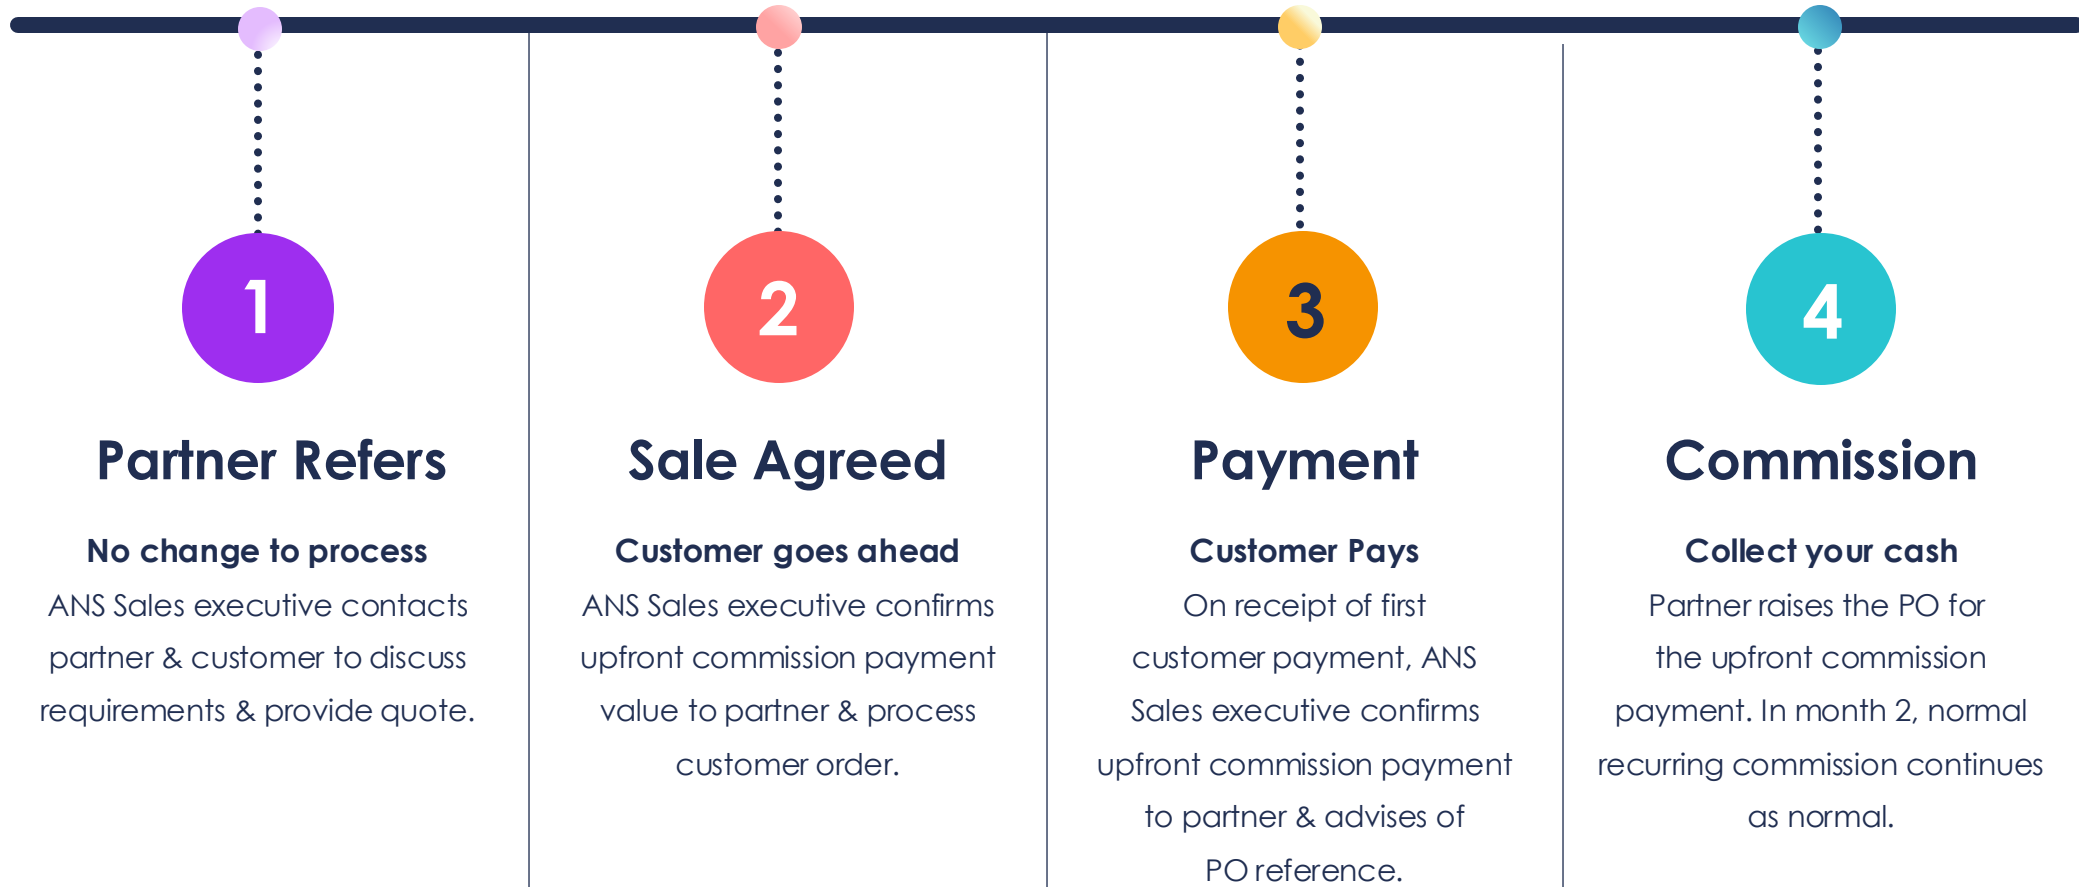 1
Partner Refers
No change to process
ANS Sales executive contacts
partner & customer to discuss
requirements & provide quote.
2
Sale Agreed
Customer goes ahead
ANS Sales executive confirms
upfront commission payment
value to partner & process
customer order.
3
Payment
Customer Pays
On receipt of first
customer payment, ANS
Sales executive confirms
upfront commission payment
to partner & advises of
PO reference.
4
Commission
Collect your cash
Partner raises the PO for
the upfront commission
payment. In month 2, normal
recurring commission continues
as normal.